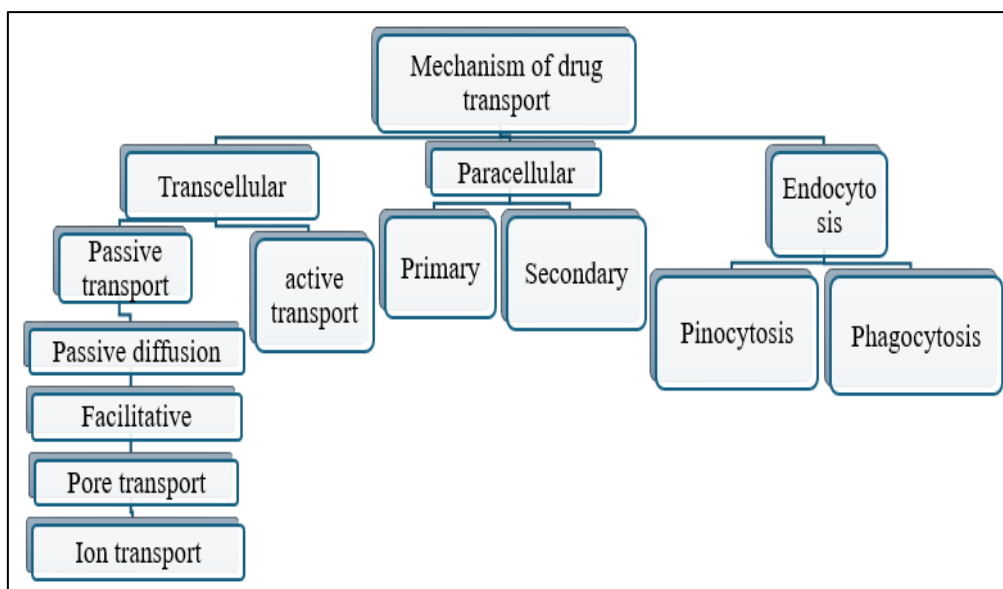 Mechanism of drug
transport
Transcellular
Paracellular
Endocyto
sis
Passive
transport
active
transport
Primary
Secondary
Pinocytosis
Phagocytosis
Passive diffusion
Facilitative
Pore transport
Ion transport